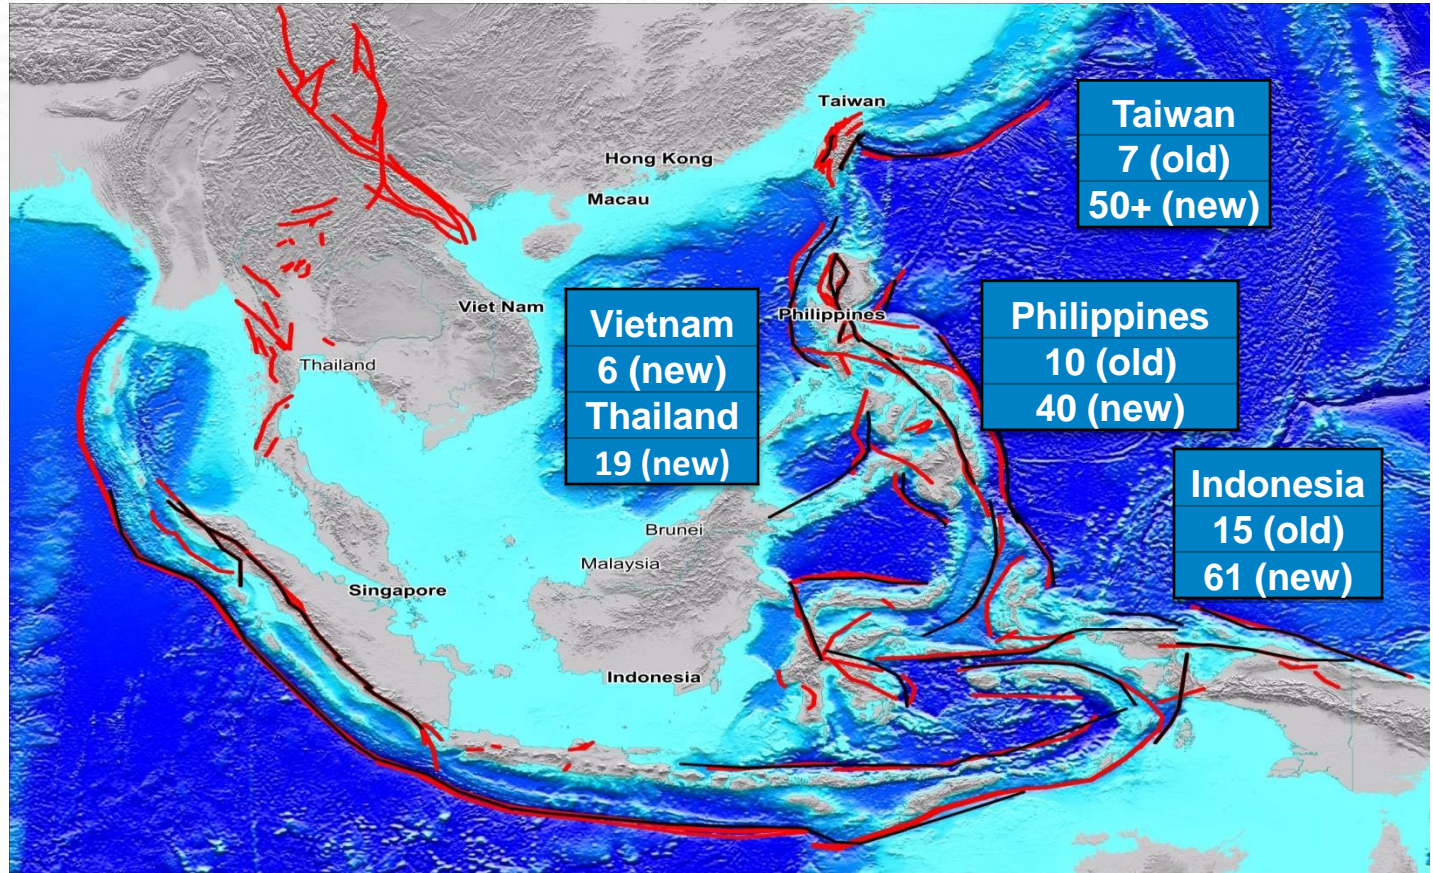 Taiwan
Hong Kong
Macau
Viet Nam
Philippines
Thailand
Brunei
Malaysia
Singapore
Indonesia
Taiwan
7 (old)
50+ (new)
Vietnam
6 (new)
Thailand
19 (new)
Philippines
10 (old)
40 (new)
Indonesia
15 (old)
61 (new)